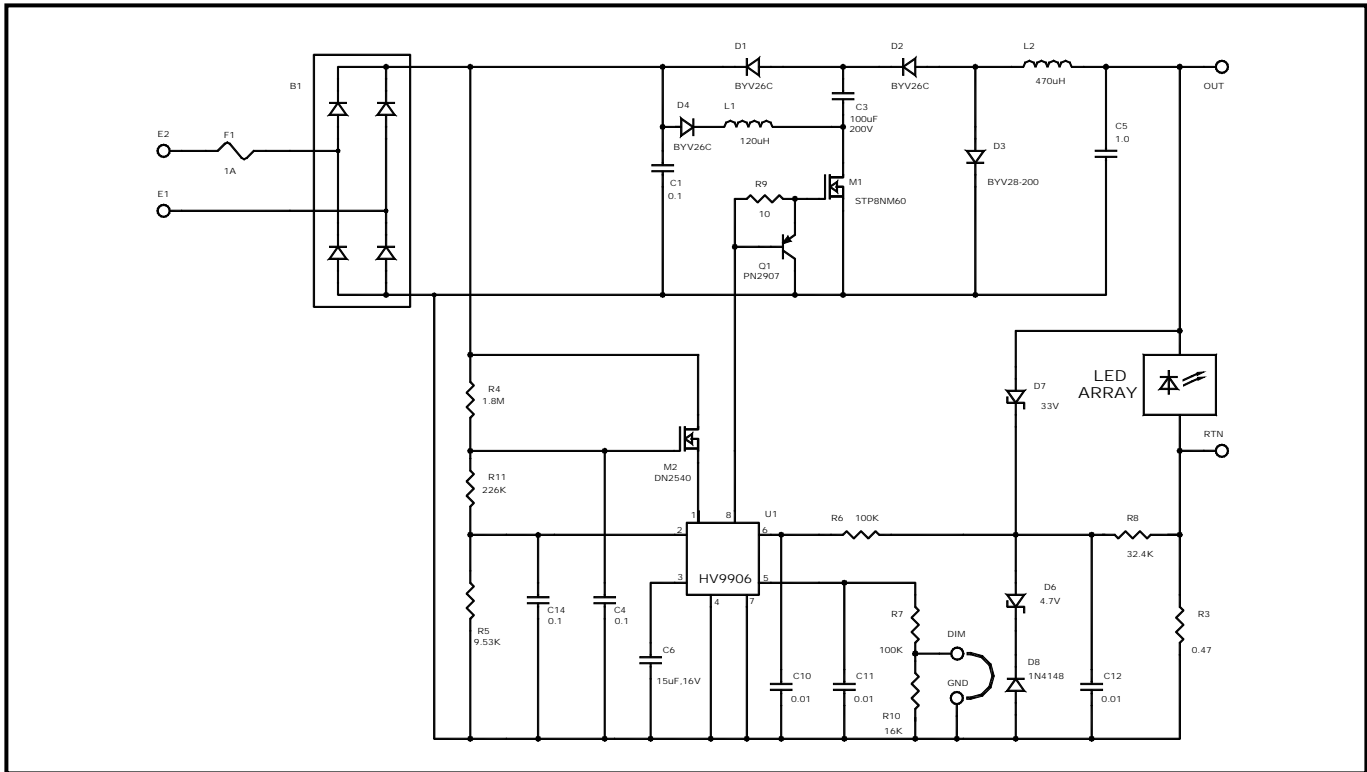 D1
D2
L2
B1
BYV26C
BYV26C
470uH
OUT
D4
L1
C3
100uF
200V
E2
F1
C5
1.0
BYV26C
120uH
D3
1A
C1
0.1
R9
M1
BYV28-200
E1
10
STP8NM60
Q1
PN2907
R4
1.8M
D7
33V
LED
ARRAY
RTN
M2
DN2540
R11
226K
1
8
U1
2
6
R6
100K
R8
32.4K
3
HV9906
5
4
7
D6
4.7V
C14
0.1
C4
0.1
R7
R3
R5
9.53K
DIM
0.47
C6
100K
D8
1N4148
15uF,16V
C10
0.01
C11
0.01
GND
C12
0.01
R10
16K